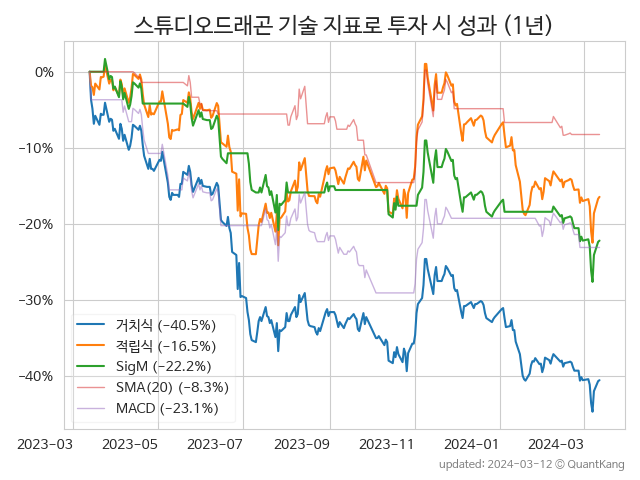 스튜디오드래곤 기술 지표로 투자 시 성과 (1년)
0%
−10%
−20%
−30%
−40%
거치식 (−40.5%)
적립식 (−16.5%)
SigM (−22.2%)
SMA(20) (−8.3%)
MACD (−23.1%)
2023−03 2023−05 2023−07 2023−09 2023−11 2024−01 2024−03
updated: 2024−03−12 © QuantKang